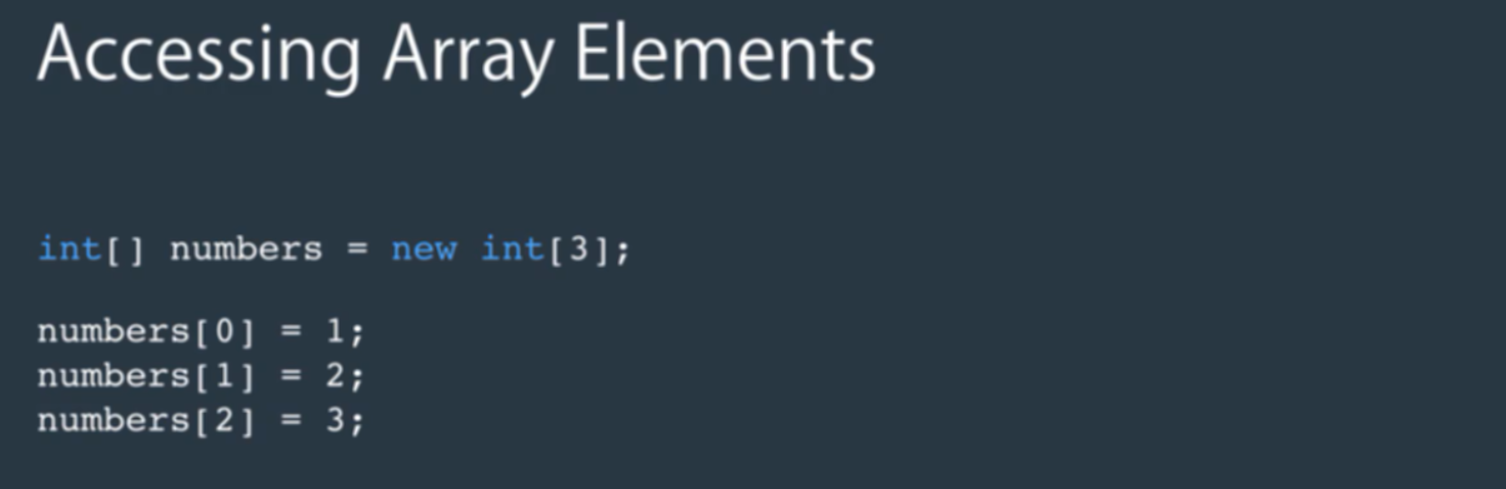 Accessing Array Elements
int[] numbers = new int[3];
numbers[0] = 1;
numbers[1] = 2;
numbers[2] = 3;